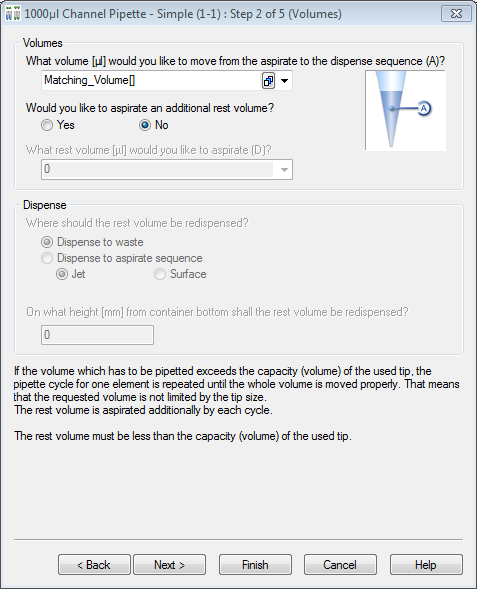 1000µl Channel Pipette - Simple (1-1) : Step 2 of 5 (Volumes)
Volumes
What volume [µl] would you like to move from the aspirate to the dispense sequence (A)?
Matching_Volume[]
A
Would you like to aspirate an additional rest volume?
Yes No
What rest volume [µl] would you like to aspirate (D)?
0
Dispense
Where should the rest volume be redispensed?
Dispense to waste
Dispense to aspirate sequence
Jet Surface
On what height [mm] from container bottom shall the rest volume be redispensed?
0
If the volume which has to be pipetted exceeds the capacity (volume) of the used tip, the
pipette cycle for one element is repeated until the whole volume is moved properly. That means
that the requested volume is not limited by the tip size.
The rest volume is aspirated additionally by each cycle.
The rest volume must be less than the capacity (volume) of the used tip.
< Back Next > Finish Cancel Help